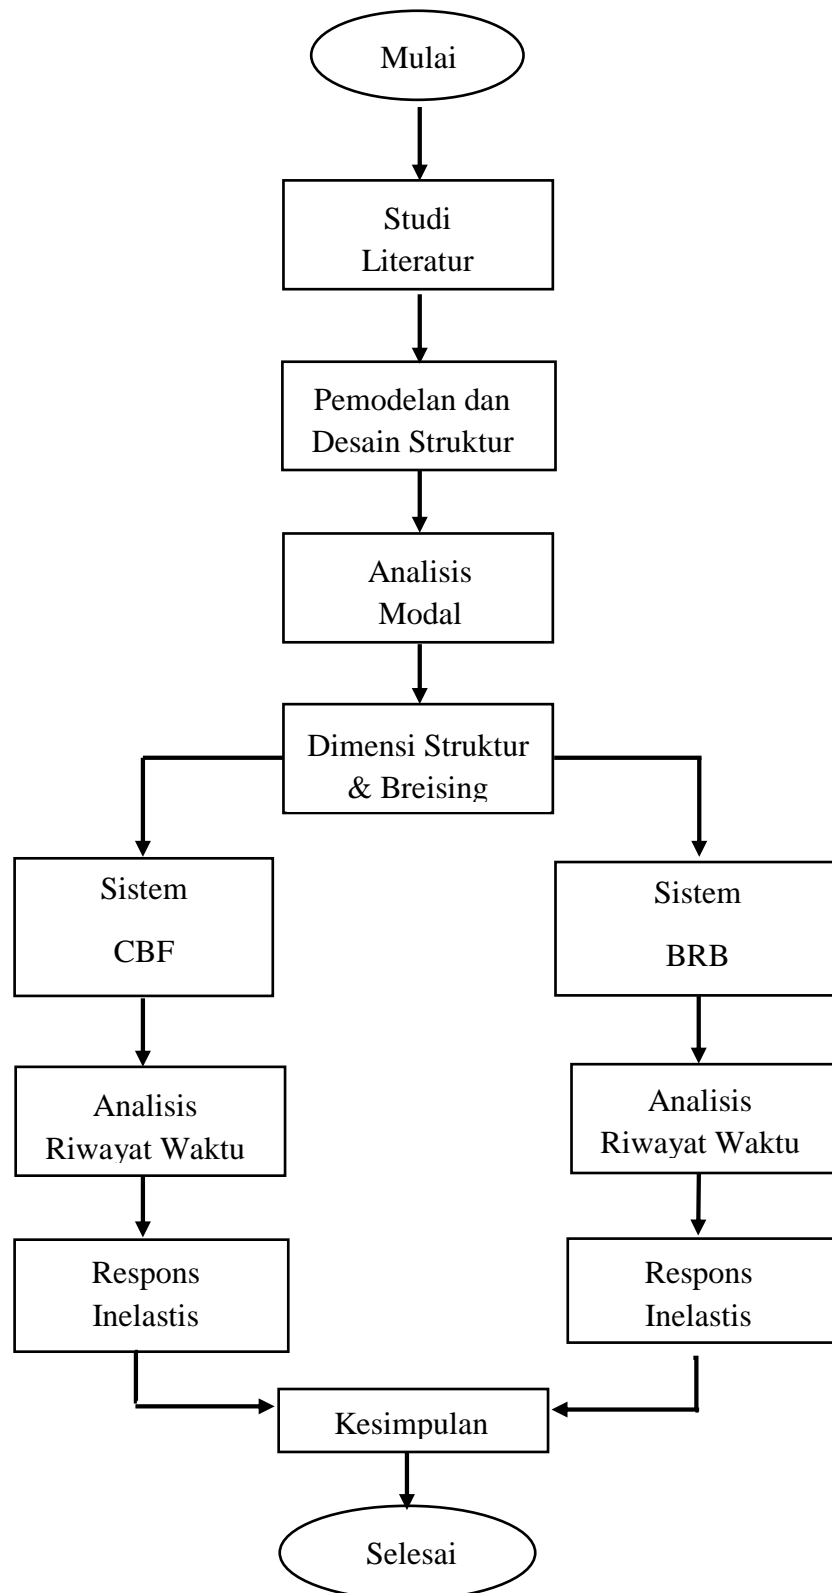 Mulai
Studi
Literatur
Pemodelan dan
Desain Struktur
Analisis
Modal
Dimensi Struktur
& Breising
Sistem
CBF
Sistem
BRB
Analisis
Riwayat Waktu
Analisis
Riwayat Waktu
Respons
Inelastis
Respons
Inelastis
Kesimpulan
Selesai